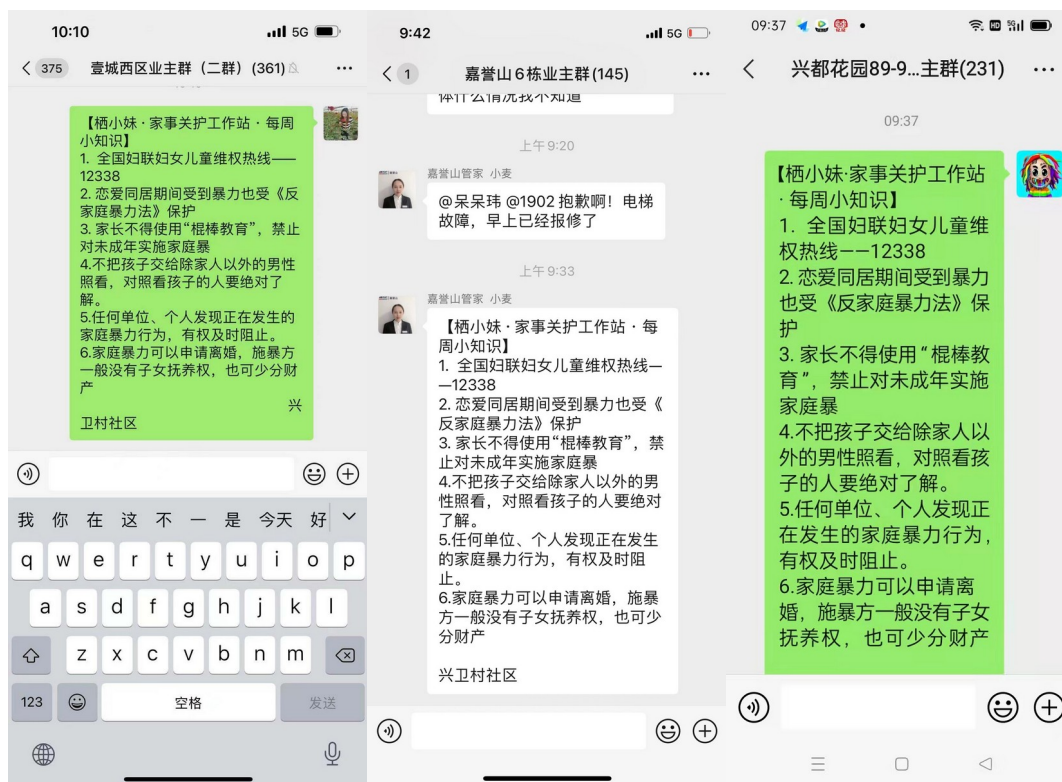 10:10
5G
375
壹城西区业主群（二群）(361)
【栖小妹·家事关护工作站·每周
小知识】
1. 全国妇联妇女儿童维权热线——
12338
2. 恋爱同居期间受到暴力也受《反
家庭暴力法》保护
3. 家长不得使用“棍棒教育”，禁止
对未成年实施家庭暴
4.不把孩子交给除家人以外的男性
照看，对照看孩子的人要绝对了
解。
5.任何单位、个人发现正在发生的
家庭暴力行为，有权及时阻止。
6.家庭暴力可以申请离婚，施暴方
一般没有子女抚养权，也可少分财
产
兴
卫村社区
我 你 在 这 不 一 是 今天 好
q w e r t y u i o p
a s d f g h j k l
z x c v b n m
123 空格 发送
9:42
5G
1
嘉誉山6栋业主群(145)
体什么情况我不知道
上午9:20
嘉誉山管家 小麦
@呆呆玮 @1902 抱歉啊！电梯
故障，早上已经报修了
上午9:33
嘉誉山管家 小麦
【栖小妹·家事关护工作站·每
周小知识】
1. 全国妇联妇女儿童维权热线—
—12338
2. 恋爱同居期间受到暴力也受《
反家庭暴力法》保护
3. 家长不得使用“棍棒教育”，禁
止对未成年实施家庭暴
4.不把孩子交给除家人以外的男
性照看，对照看孩子的人要绝对
了解。
5.任何单位、个人发现正在发生
的家庭暴力行为，有权及时阻
止。
6.家庭暴力可以申请离婚，施暴
方一般没有子女抚养权，也可少
分财产
兴卫村社区
09:37
HD 5G
兴都花园89-9...主群(231)
09:37
【栖小妹·家事关护工作站
·每周小知识】
1. 全国妇联妇女儿童维
权热线——12338
2. 恋爱同居期间受到暴力
也受《反家庭暴力法》保
护
3. 家长不得使用“棍棒教
育”，禁止对未成年实施
家庭暴
4.不把孩子交给除家人以
外的男性照看，对照看孩
子的人要绝对了解。
5.任何单位、个人发现正
在发生的家庭暴力行为，
有权及时阻止。
6.家庭暴力可以申请离
婚，施暴方一般没有子女
抚养权，也可少分财产